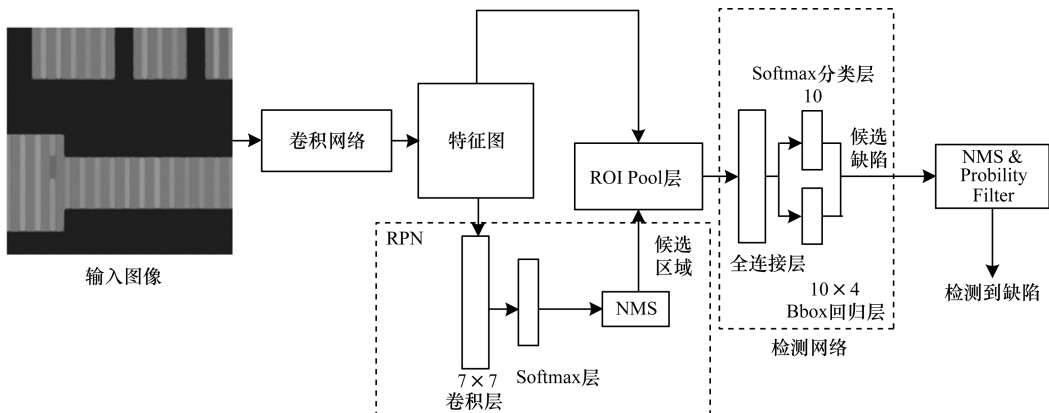 输入图像
卷积网络
特征图
RPN
7×7
卷积层
Softmax层
NMS
候选
区域
ROI Pool层
Softmax分类层
10
全连接层
10×4
Bbox回归层
检测网络
候选
缺陷
NMS &
Probility
Filter
检测到缺陷